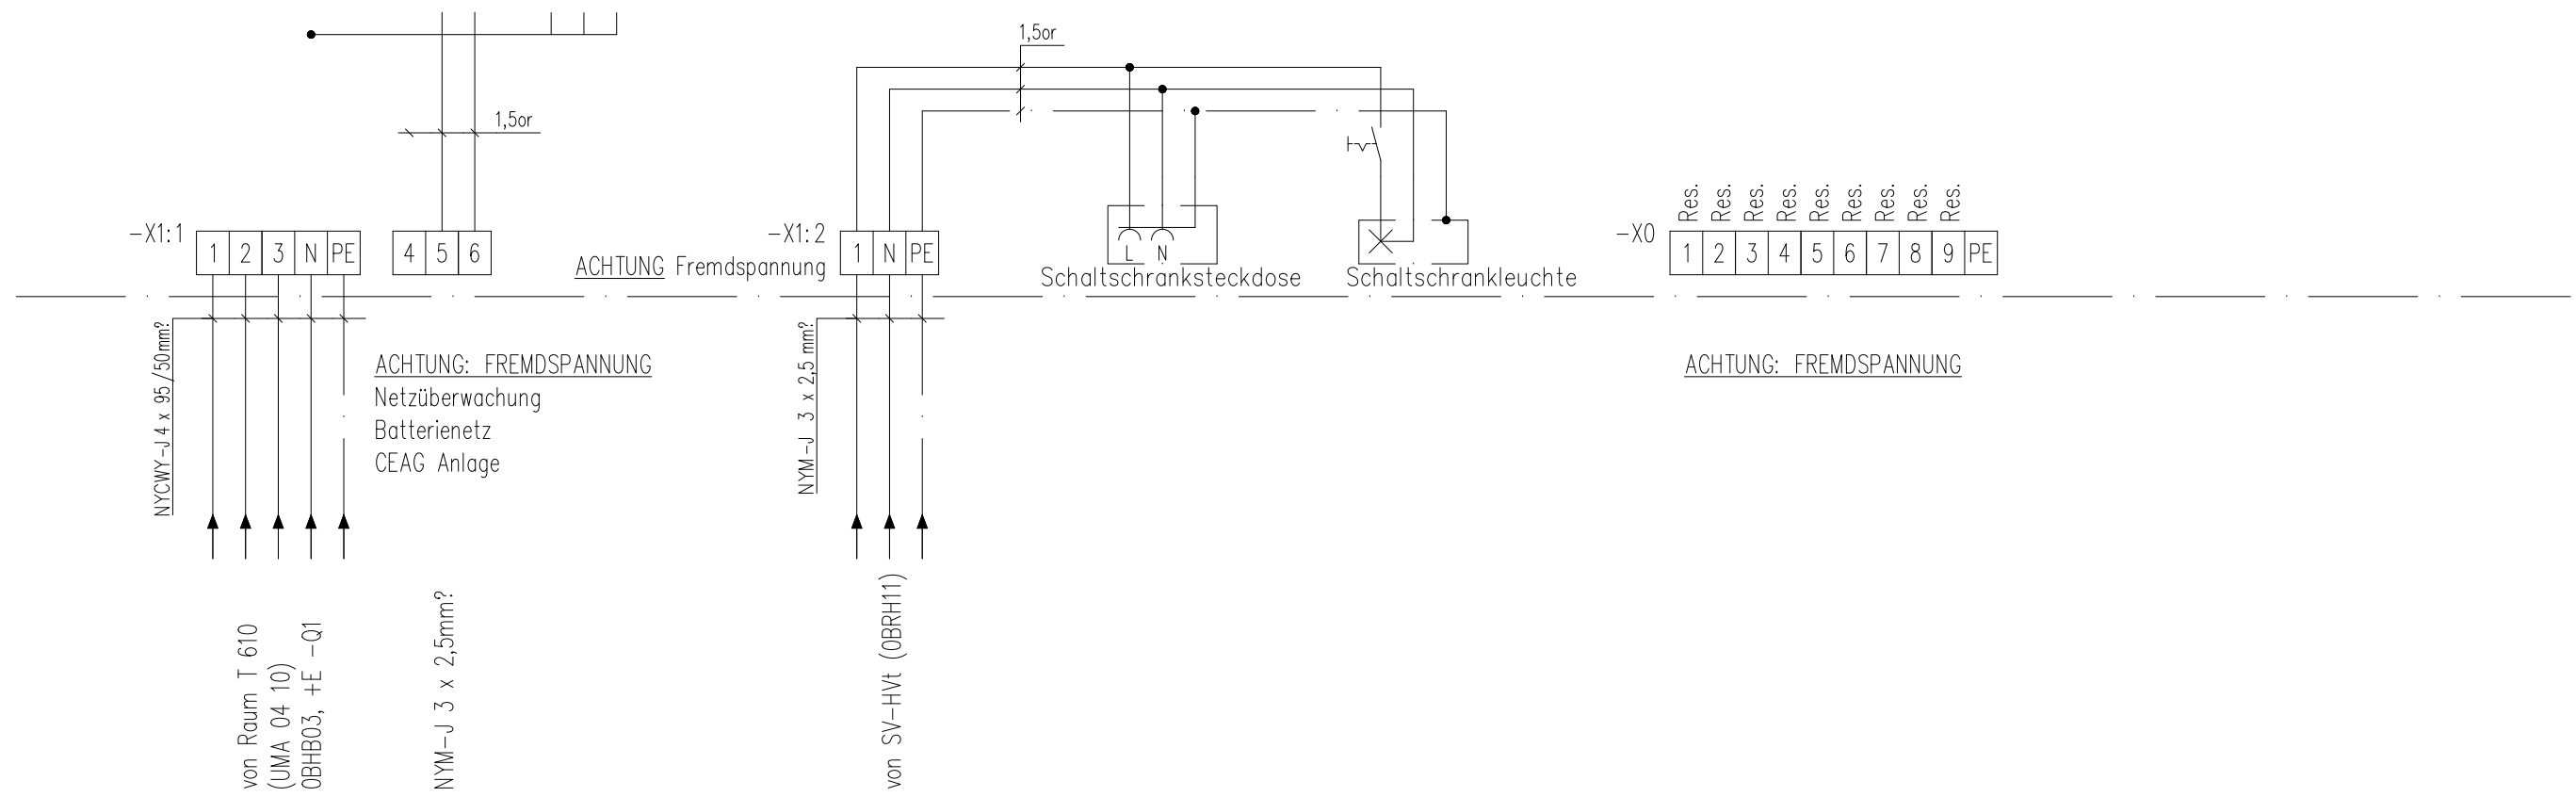 1,5or
1,5or
-X1:1
1 2 3 N PE
4 5 6
ACHTUNG Fremdspannung
-X1:2
1 N PE
L N
Schaltschranksteckdose
Schaltschrankleuchte
-X0
Res. Res. Res. Res. Res. Res. Res. Res. Res.
1 2 3 4 5 6 7 8 9 PE
NYCWY-J 4 x 95/50mm?
ACHTUNG: FREMDSPANNUNG
Netzüberwachung
Batterienetz
CEAG Anlage
NYM-J 3 x 2,5 mm?
ACHTUNG: FREMDSPANNUNG
von Raum T 610
(UMA 04 10)
0BHB03, +E -Q1
NYM-J 3 x 2,5mm?
von SV-HVt (0BRH11)